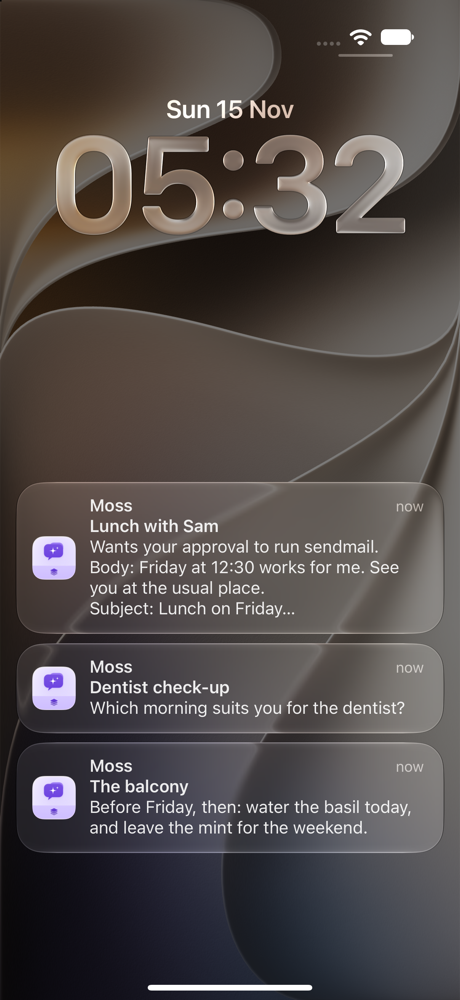 Sun 15 Nov
05:32
Moss
now
Lunch with Sam
Wants your approval to run sendmail.
Body: Friday at 12:30 works for me. See
you at the usual place.
Subject: Lunch on Friday...
Moss
now
Dentist check-up
Which morning suits you for the dentist?
Moss
now
The balcony
Before Friday, then: water the basil today,
and leave the mint for the weekend.